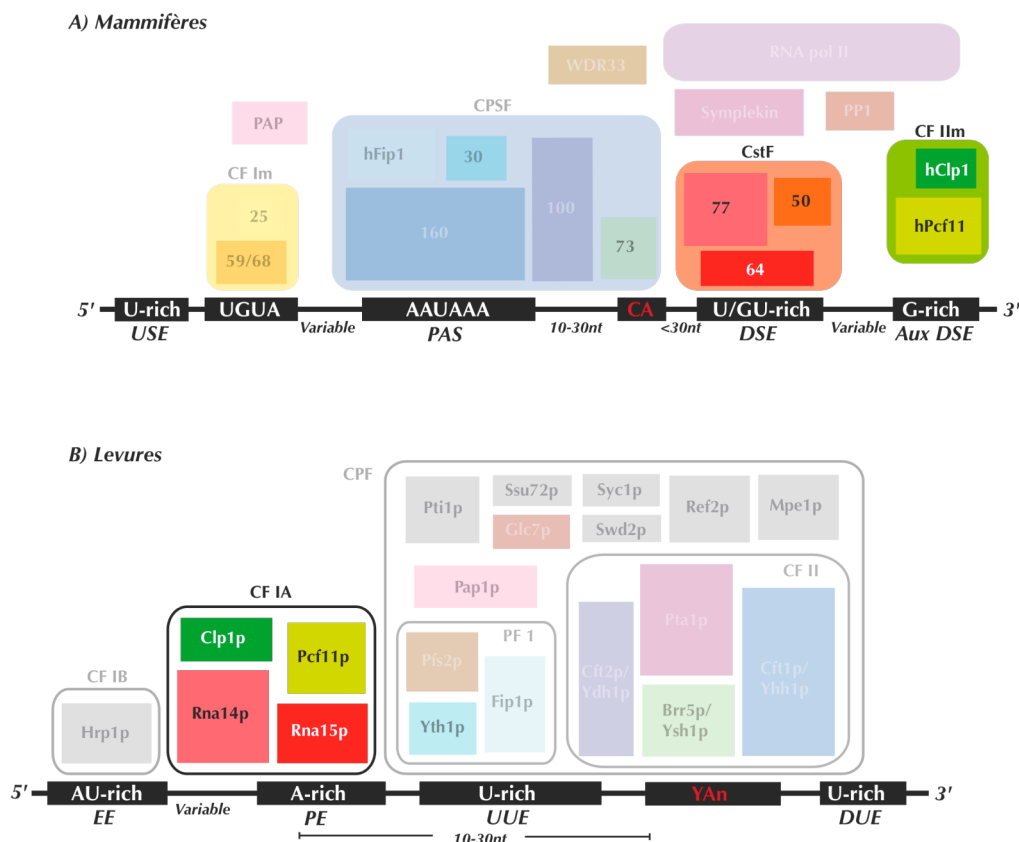 A) Mammifères
RNA pol II
WDR33
CPSF
PAP
Symplekin
PP1
CF IIm
hFip1
30
CstF
hClp1
CF Im
25
100
77
50
hPcf11
160
73
59/68
64
5' U-rich UGUA AAUAAA CA U/GU-rich G-rich 3'
USE Variable PAS 10-30nt <30nt DSE Variable Aux DSE
B) Levures
CPF
Pti1p
Ssu72p
Syc1p
Ref2p
Mpe1p
Glc7p
Swd2p
CF II
Pap1p
CF IA
Clp1p
Pcf11p
PF 1
Pfs2p
Pta1p
Cft2p/
Ydh1p
Cft1p/
Yhh1p
CF IB
Hrp1p
Rna14p
Rna15p
Yth1p
Fip1p
Brr5p/
Ysh1p
5' AU-rich A-rich U-rich YAn U-rich 3'
EE Variable PE UUE DUE
10-30nt